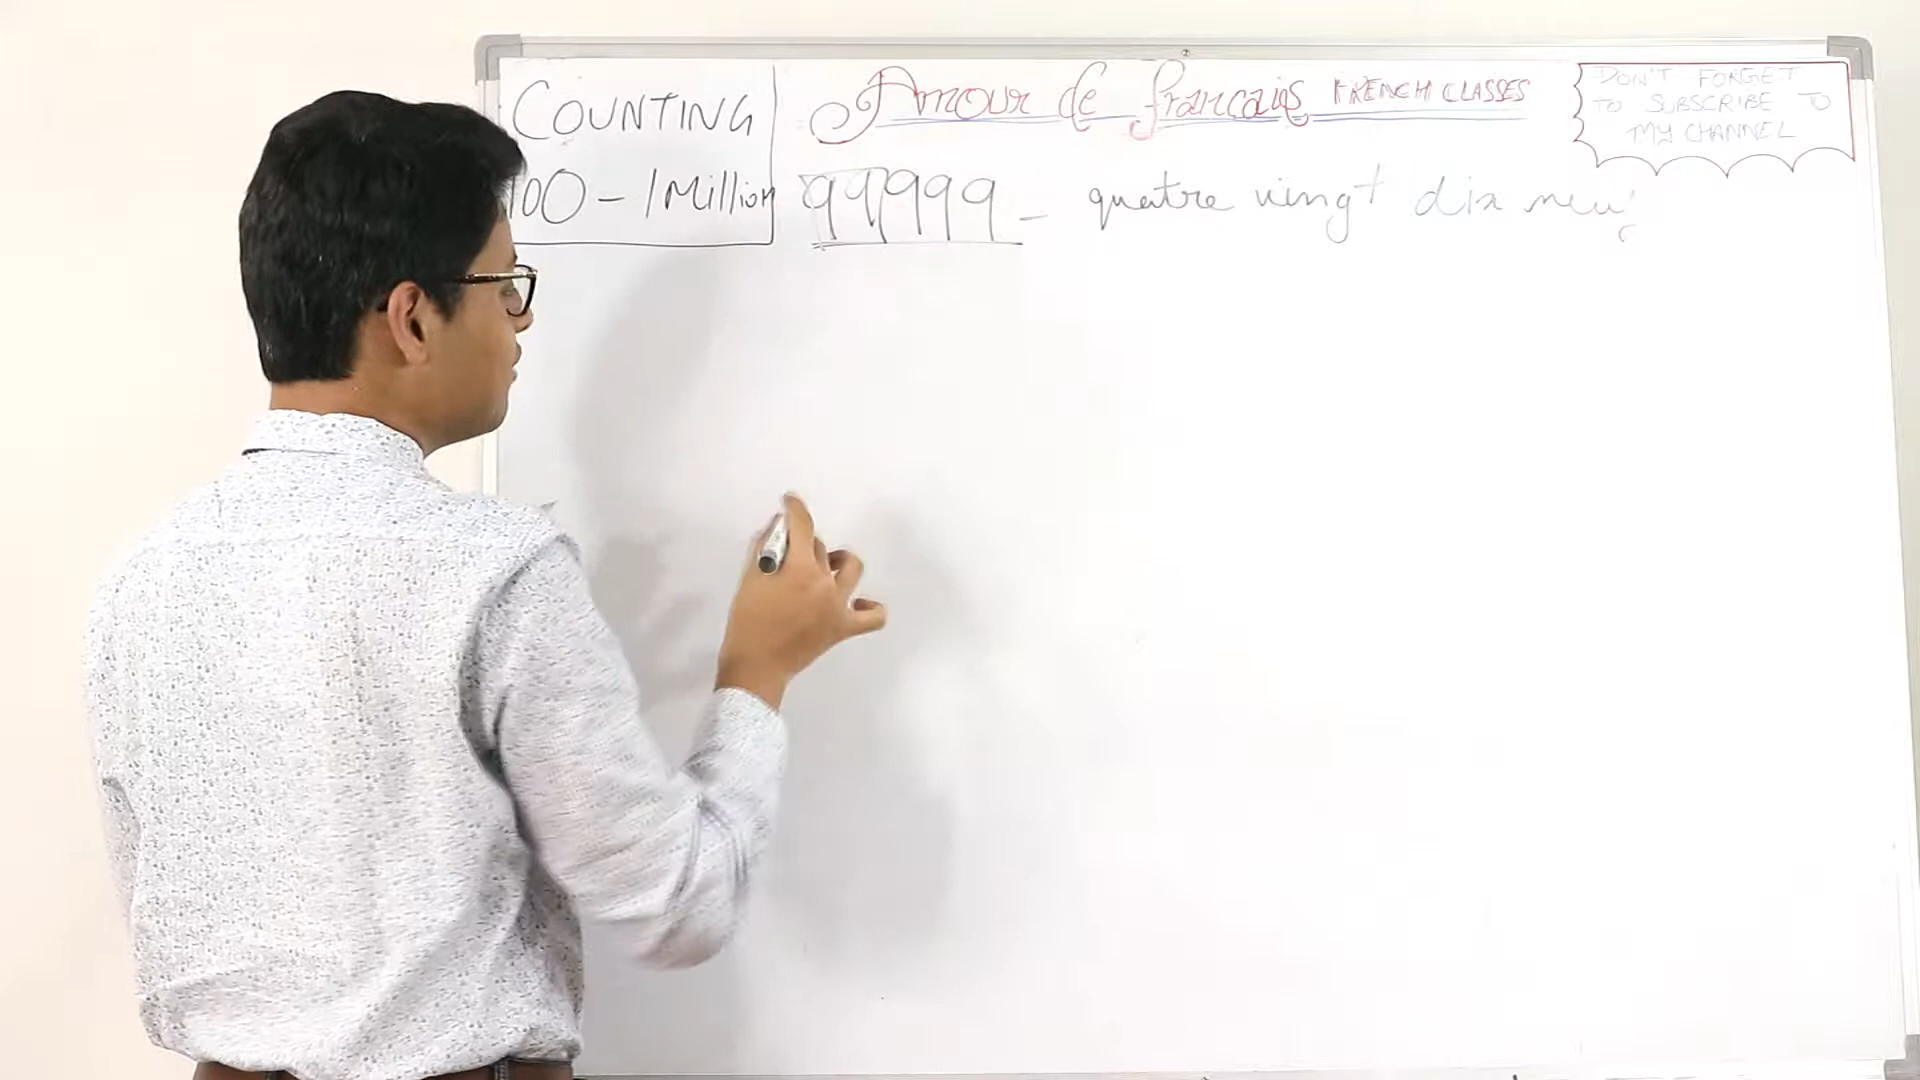 COUNTING
100 - 1 Million
Amour de francais FRENCH CLASSES
DON'T FORGET
TO SUBSCRIBE TO
MY CHANNEL
99999 - quatre vingt dix neuf